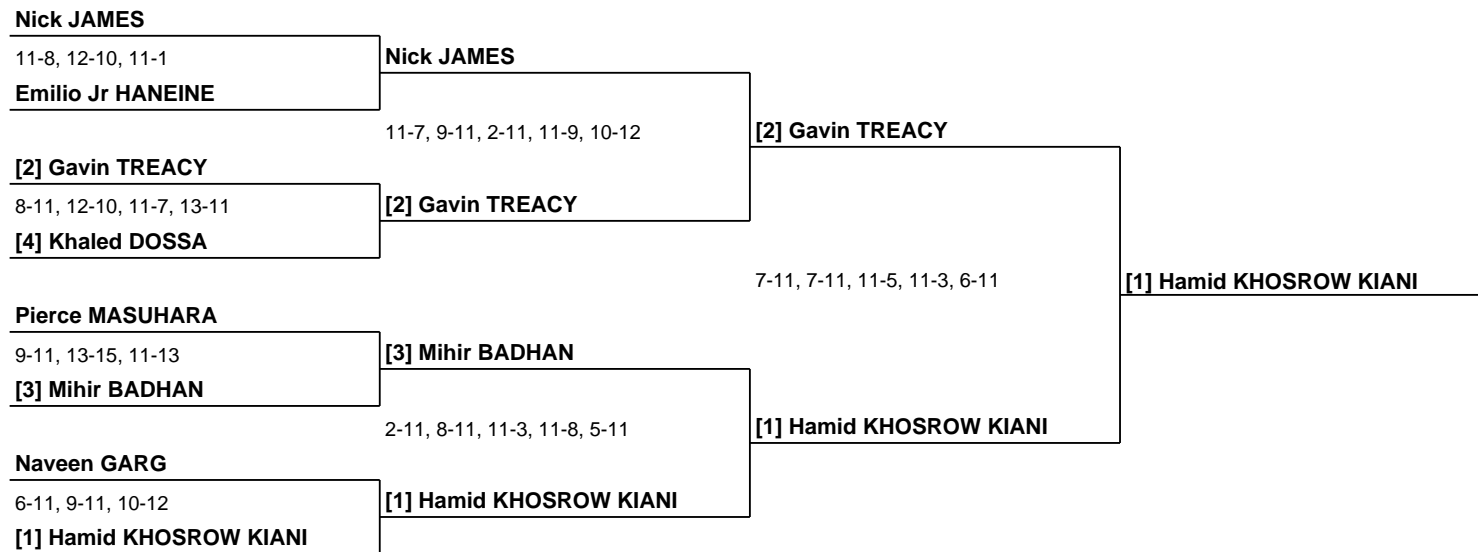 Nick JAMES
11-8, 12-10, 11-1
Emilio Jr HANEINE
[2] Gavin TREACY
8-11, 12-10, 11-7, 13-11
[4] Khaled DOSSA
Pierce MASUHARA
9-11, 13-15, 11-13
[3] Mihir BADHAN
Naveen GARG
6-11, 9-11, 10-12
[1] Hamid KHOSROW KIANI
Nick JAMES
11-7, 9-11, 2-11, 11-9, 10-12
[2] Gavin TREACY
[3] Mihir BADHAN
2-11, 8-11, 11-3, 11-8, 5-11
[1] Hamid KHOSROW KIANI
[2] Gavin TREACY
7-11, 7-11, 11-5, 11-3, 6-11
[1] Hamid KHOSROW KIANI
[1] Hamid KHOSROW KIANI